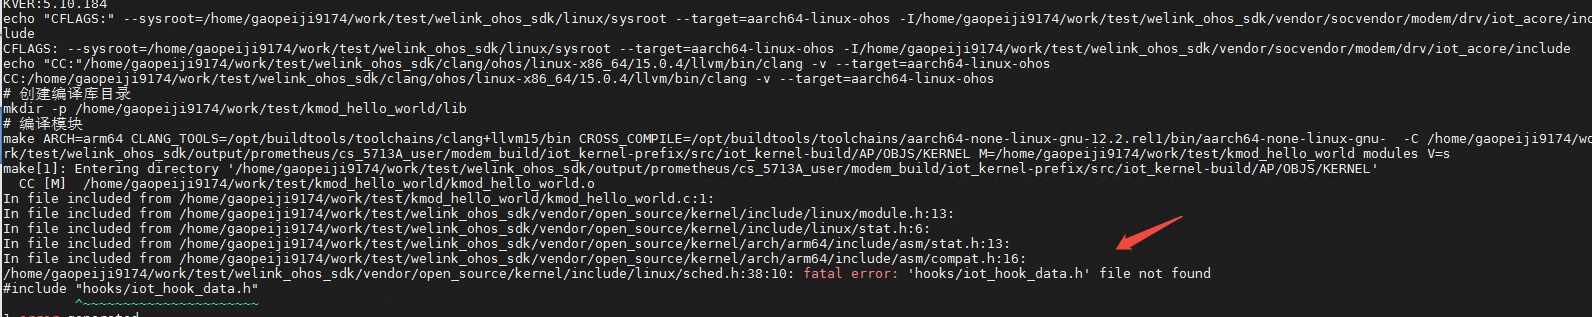 KVER:5.10.184
echo "CFLAGS:" --sysroot=/home/gaopeiji9174/work/test/welink_ohos_sdk/linux/sysroot --target=aarch64-linux-ohos -I/home/gaopeiji9174/work/test/welink_ohos_sdk/vendor/socvendor/modem/drv/iot_acore/inc
lude
CFLAGS: --sysroot=/home/gaopeiji9174/work/test/welink_ohos_sdk/linux/sysroot --target=aarch64-linux-ohos -I/home/gaopeiji9174/work/test/welink_ohos_sdk/vendor/socvendor/modem/drv/iot_acore/include
echo "CC:"/home/gaopeiji9174/work/test/welink_ohos_sdk/clang/ohos/linux-x86_64/15.0.4/llvm/bin/clang -v --target=aarch64-linux-ohos
CC:/home/gaopeiji9174/work/test/welink_ohos_sdk/clang/ohos/linux-x86_64/15.0.4/llvm/bin/clang -v --target=aarch64-linux-ohos
# 创建编译库目录
mkdir -p /home/gaopeiji9174/work/test/kmod_hello_world/lib
# 编译模块
make ARCH=arm64 CLANG_TOOLS=/opt/buildtools/toolchains/clang+llvm15/bin CROSS_COMPILE=/opt/buildtools/toolchains/aarch64-none-linux-gnu-12.2.rel1/bin/aarch64-none-linux-gnu-  -C /home/gaopeiji9174/wo
rk/test/welink_ohos_sdk/output/prometheus/cs_5713A_user/modem_build/iot_kernel-prefix/src/iot_kernel-build/AP/OBJS/KERNEL M=/home/gaopeiji9174/work/test/kmod_hello_world modules V=s
make[1]: Entering directory '/home/gaopeiji9174/work/test/welink_ohos_sdk/output/prometheus/cs_5713A_user/modem_build/iot_kernel-prefix/src/iot_kernel-build/AP/OBJS/KERNEL'
  CC [M]  /home/gaopeiji9174/work/test/kmod_hello_world/kmod_hello_world.o
In file included from /home/gaopeiji9174/work/test/kmod_hello_world/kmod_hello_world.c:1:
In file included from /home/gaopeiji9174/work/test/welink_ohos_sdk/vendor/open_source/kernel/include/linux/module.h:13:
In file included from /home/gaopeiji9174/work/test/welink_ohos_sdk/vendor/open_source/kernel/include/linux/stat.h:6:
In file included from /home/gaopeiji9174/work/test/welink_ohos_sdk/vendor/open_source/kernel/arch/arm64/include/asm/stat.h:13:
In file included from /home/gaopeiji9174/work/test/welink_ohos_sdk/vendor/open_source/kernel/arch/arm64/include/asm/compat.h:16:
/home/gaopeiji9174/work/test/welink_ohos_sdk/vendor/open_source/kernel/include/linux/sched.h:38:10: fatal error: 'hooks/iot_hook_data.h' file not found
#include "hooks/iot_hook_data.h"
         ^~~~~~~~~~~~~~~~~~~~~~~
1 error generated.